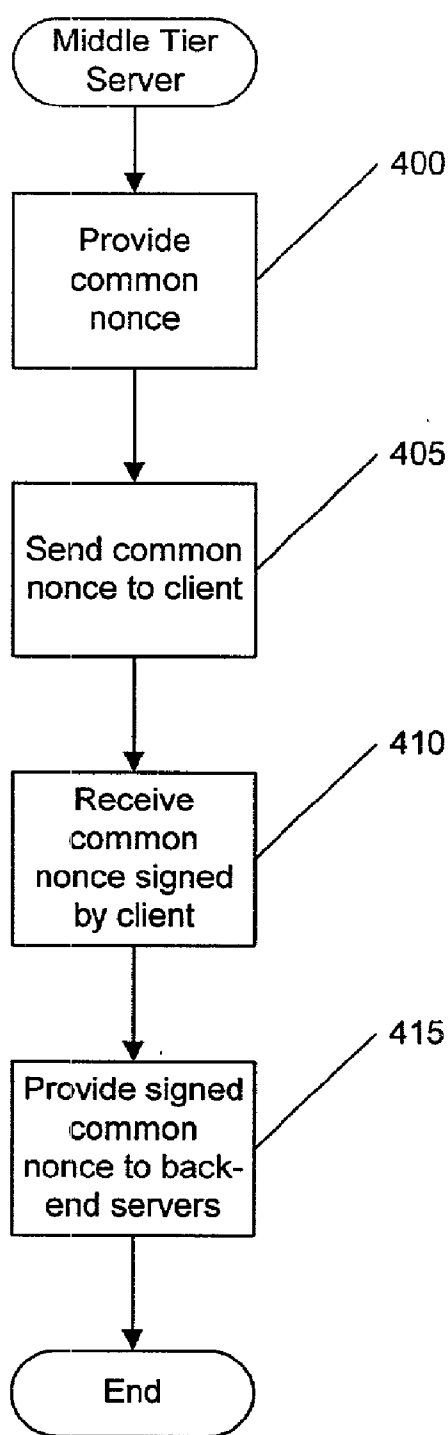 Middle Tier
Server
400
Provide
common
nonce
405
Send common
nonce to client
410
Receive
common
nonce signed
by client
415
Provide signed
common
nonce to back-
end servers
End